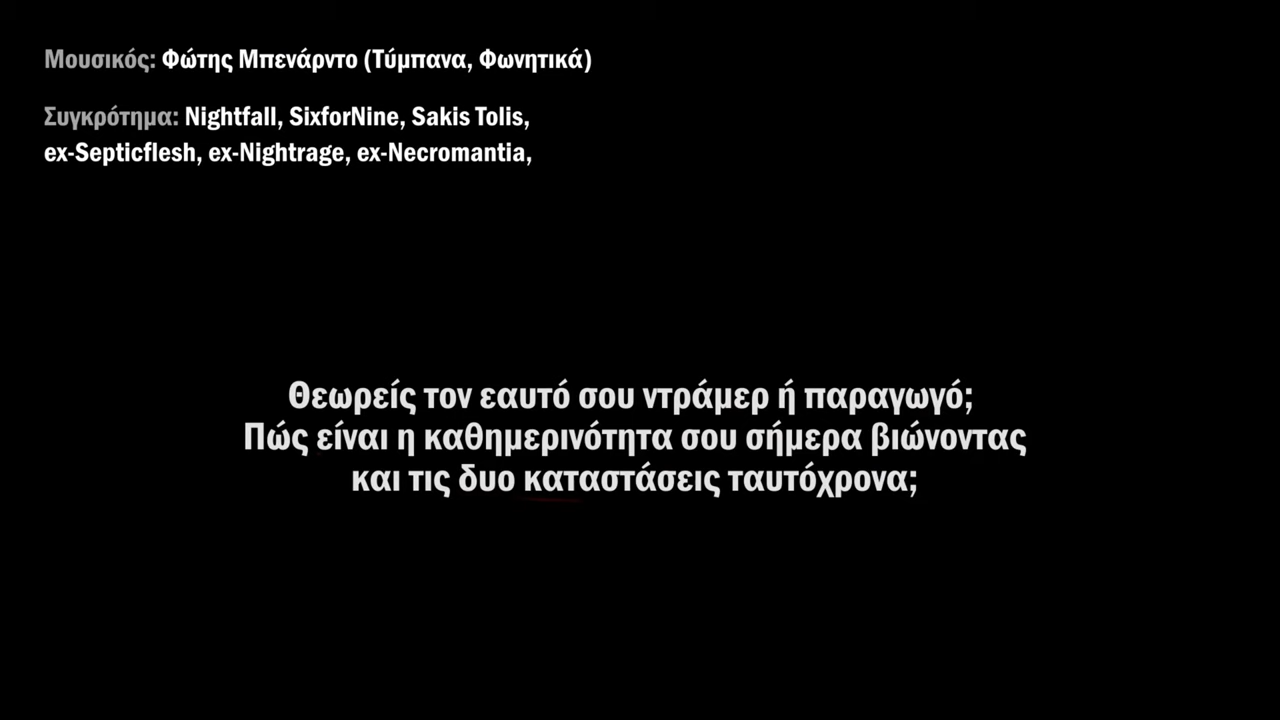 Μουσικός: Φώτης Μπενάρντο (Τύμπανα, Φωνητικά)
Συγκρότημα: Nightfall, SixforNine, Sakis Tolis,
ex-Septicflesh, ex-Nightrage, ex-Necromantia,
Θεωρείς τον εαυτό σου ντράμερ ή παραγωγό;
Πώς είναι η καθημερινότητα σου σήμερα βιώνοντας
και τις δυο καταστάσεις ταυτόχρονα;